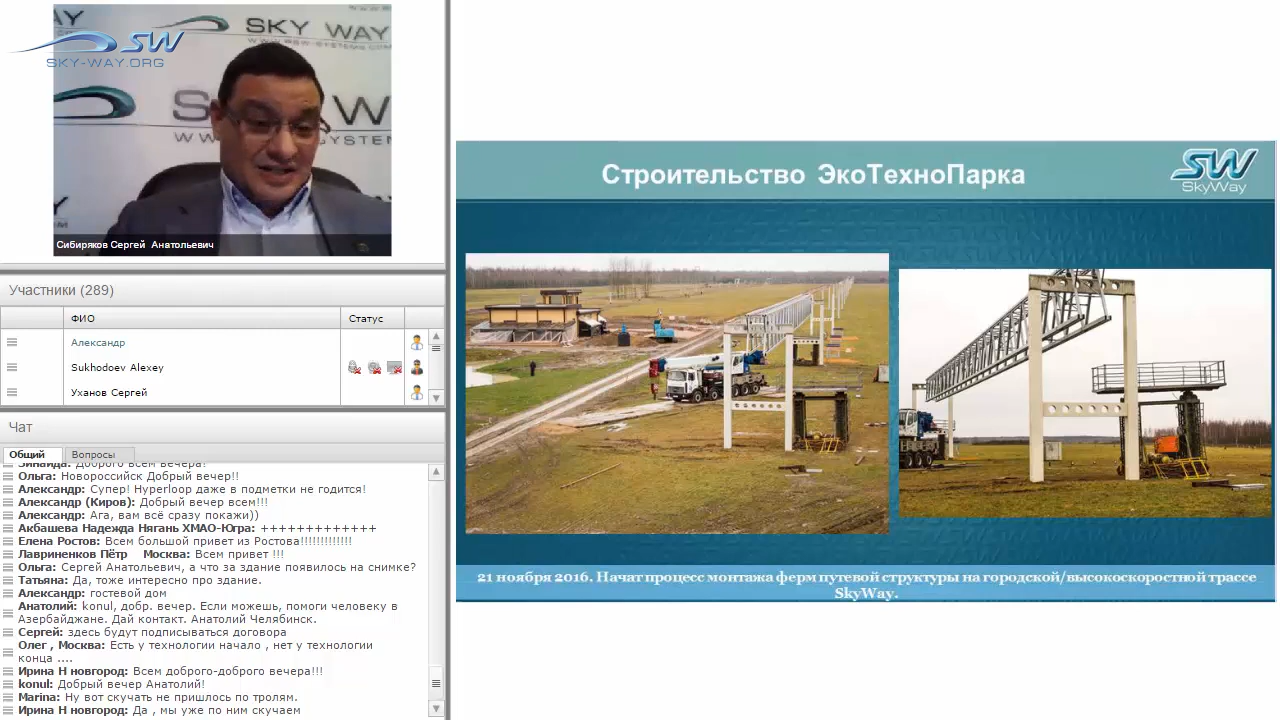 SKY WAY
SW
SKY-WAY.ORG
Сибиряков Сергей Анатольевич
Участники (289)
ФИО
Статус
Александр
Sukhodoev Alexey
Уханов Сергей
Чат
Общий
Вопросы
Зинаида: Доброго всем вечера!
Ольга: Новороссийск Добрый вечер!!
Александр: Супер! Hyperloop даже в подметки не годится!
Александр (Киров): Добрый вечер всем!!!
Александр: Ага, вам всё сразу покажи))
Акбашева Надежда Нягань ХМАО-Югра: +++++++++++++
Елена Ростов: Всем большой привет из Ростова!!!!!!!!!!!!!
Лавриненков Пётр Москва: Всем привет !!!
Ольга: Сергей Анатольевич, а что за здание появилось на снимке?
Татьяна: Да, тоже интересно про здание.
Александр: гостевой дом
Анатолий: konul, добр. вечер. Если можешь, помоги человеку в
Азербайджане. Дай контакт. Анатолий Челябинск.
Сергей: здесь будут подписываться договора
Олег , Москва: Есть у технологии начало , нет у технологии
конца ....
Ирина Н новгород: Всем доброго-доброго вечера!!!
konul: Добрый вечер Анатолий!
Marina: Ну вот скучать не пришлось по тролям.
Ирина Н новгород: Да , мы уже по ним скучаем
Строительство ЭкоТехноПарка
SW
SkyWay
21 ноября 2016. Начат процесс монтажа ферм путевой структуры на городской/высокоскоростной трассе
SkyWay.